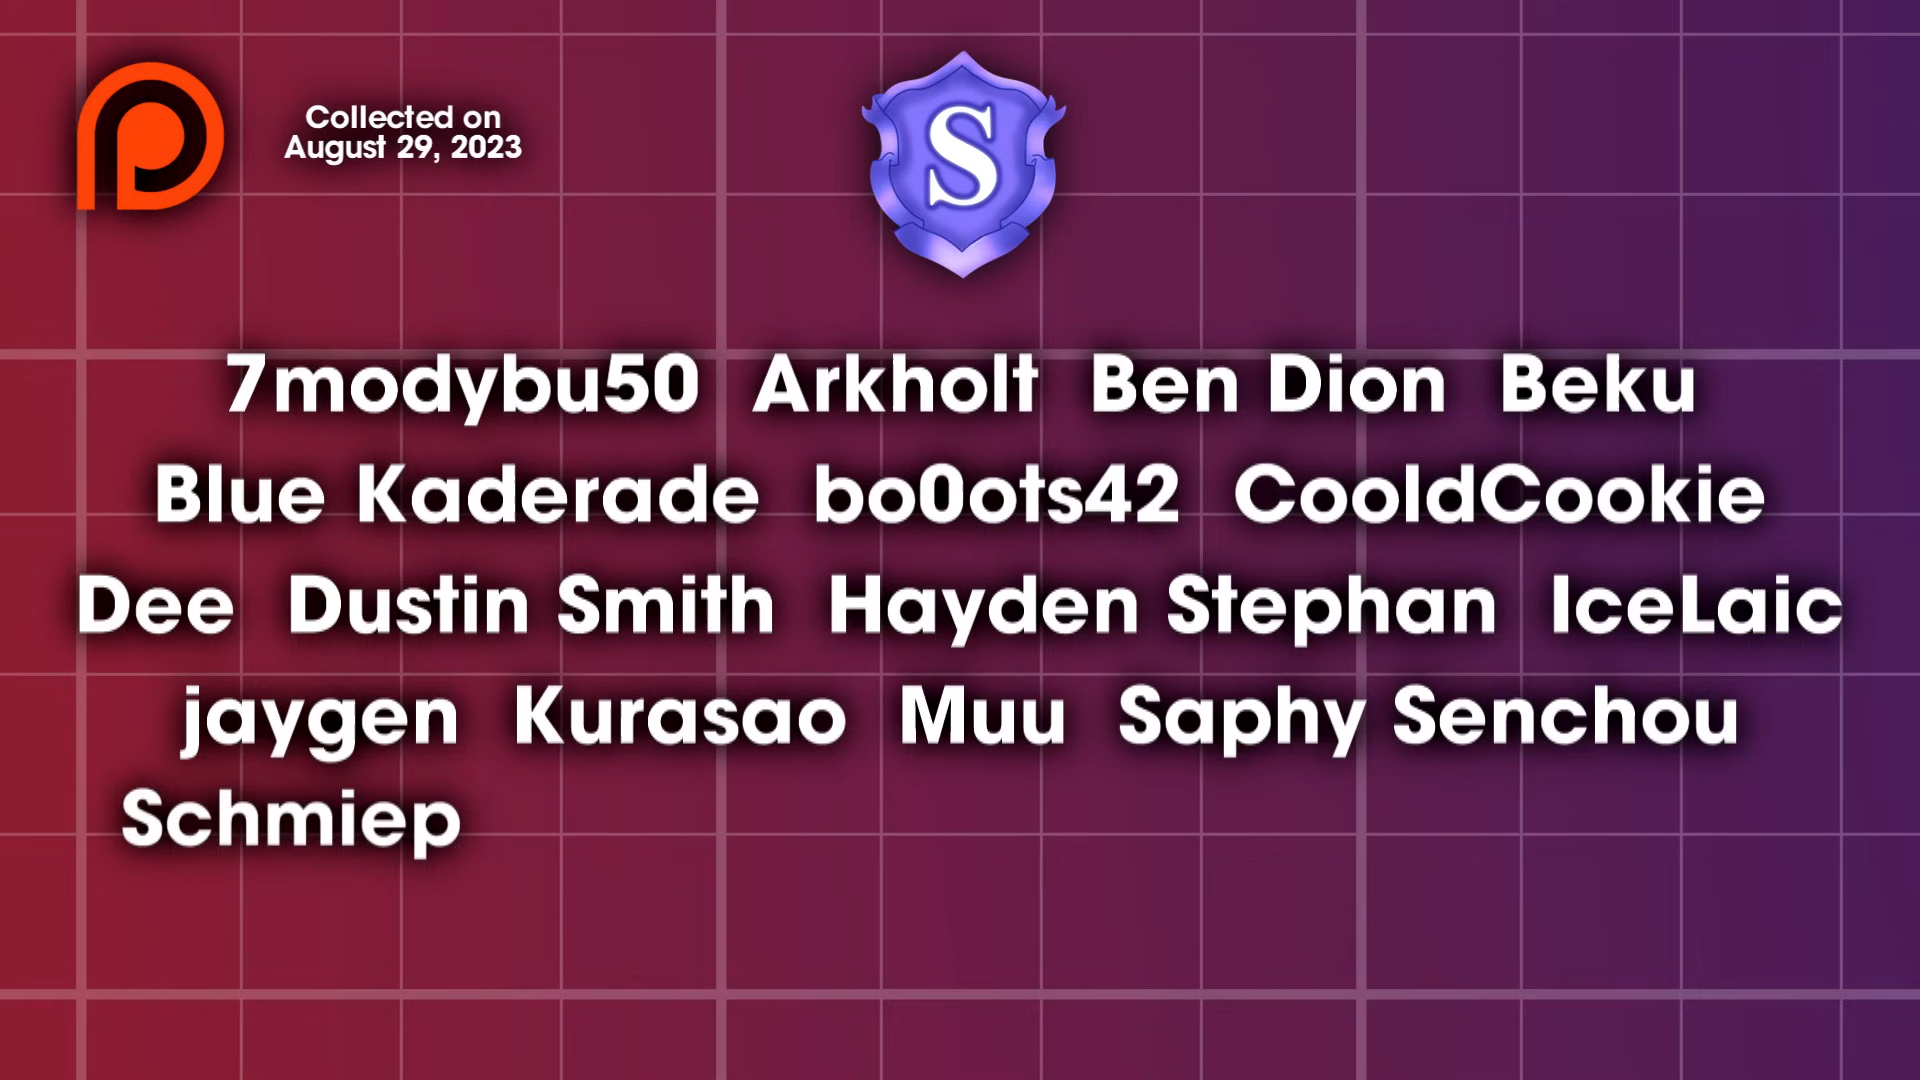 Collected on
August 29, 2023
S
7modybu50 Arkholt Ben Dion Beku
Blue Kaderade bo0ots42 CooldCookie
Dee Dustin Smith Hayden Stephan IceLaic
jaygen Kurasao Muu Saphy Senchou
Schmiep